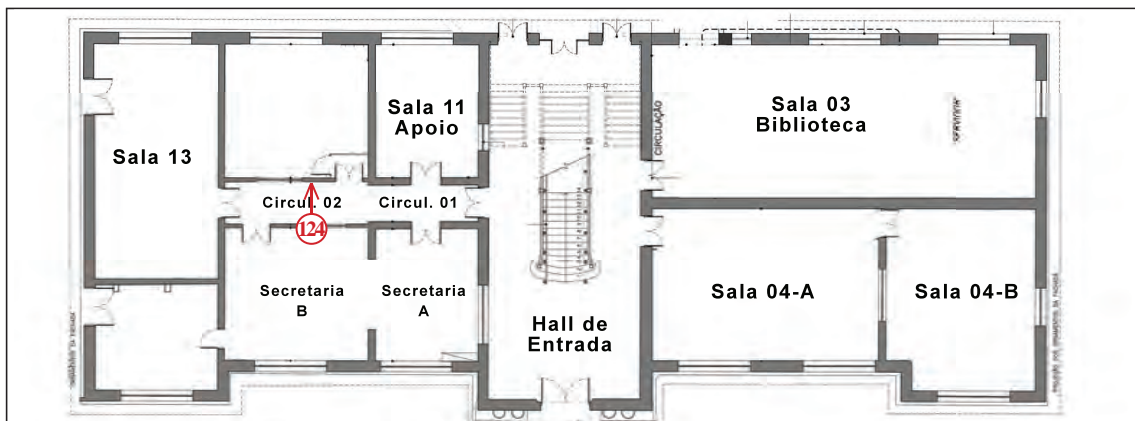 Sala 13
Sala 11
Apoio
Sala 03
Biblioteca
CIRCULAÇÃO
Circul. 02
Circul. 01
124
Secretaria
B
Secretaria
A
Hall de
Entrada
Sala 04-A
Sala 04-B